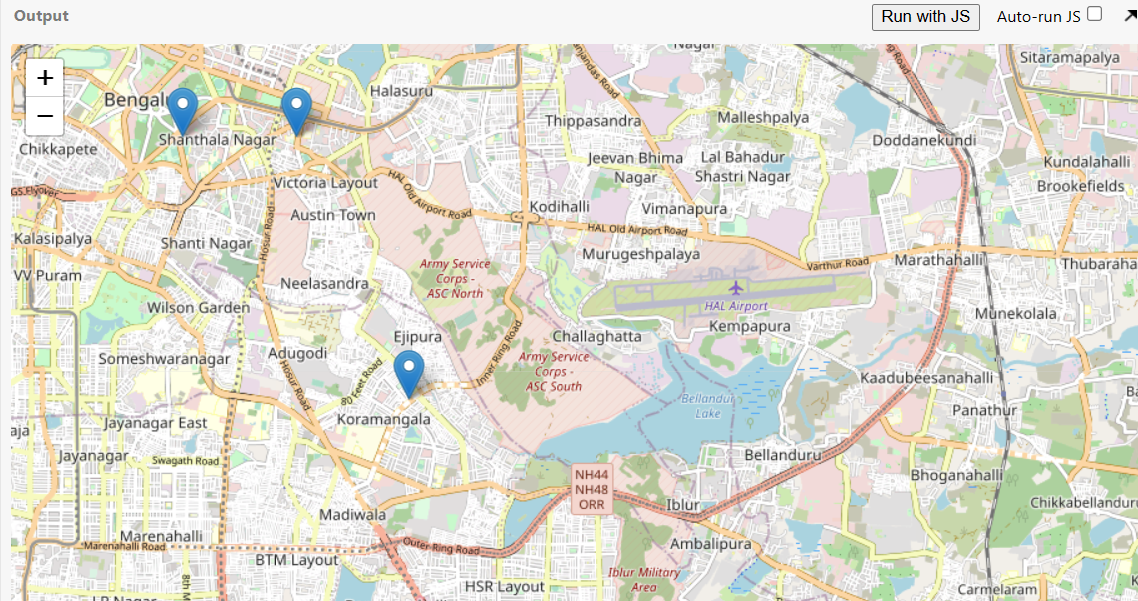 Output
Run with JS
Auto-run JS
+
−
Nagar
Sitaramapalya
Bengalu
Halasuru
Thippasandra
Malleshpalya
Chikkapete
Shanthala Nagar
Doddanekundi
Jeevan Bhima
Nagar
Lal Bahadur
Shastri Nagar
Kundalahalli
Brookefields
GS Flyover
Victoria Layout
HAL Old Airport Road
Austin Town
Kodihalli
Vimanapura
HAL Old Airport Road
Kalasipalya
Shanti Nagar
Hosur Road
Murugeshpalaya
Varthur Road
Marathahalli
Thubaraha
VV Puram
Neelasandra
Army Service
Corps -
ASC North
HAL Airport
Wilson Garden
Munekolala
Ejipura
Challaghatta
Kempapura
Someshwaranagar
Adugodi
Inner Ring Road
Army Service
Corps -
ASC South
Hosur Road
80 Feet Road
Kaadubeesanahalli
Bellandur
Lake
Panathur
Jayanagar East
Koramangala
Jayanagar
Swagath Road
Bellanduru
Bhoganahalli
NH44
NH48
ORR
Iblur
Chikkabellandur
Madiwala
Marenahalli
Marenahalli Road
Outer Ring Road
Ambalipura
BTM Layout
HSR Layout
Iblur Military
Area
Carmelaram